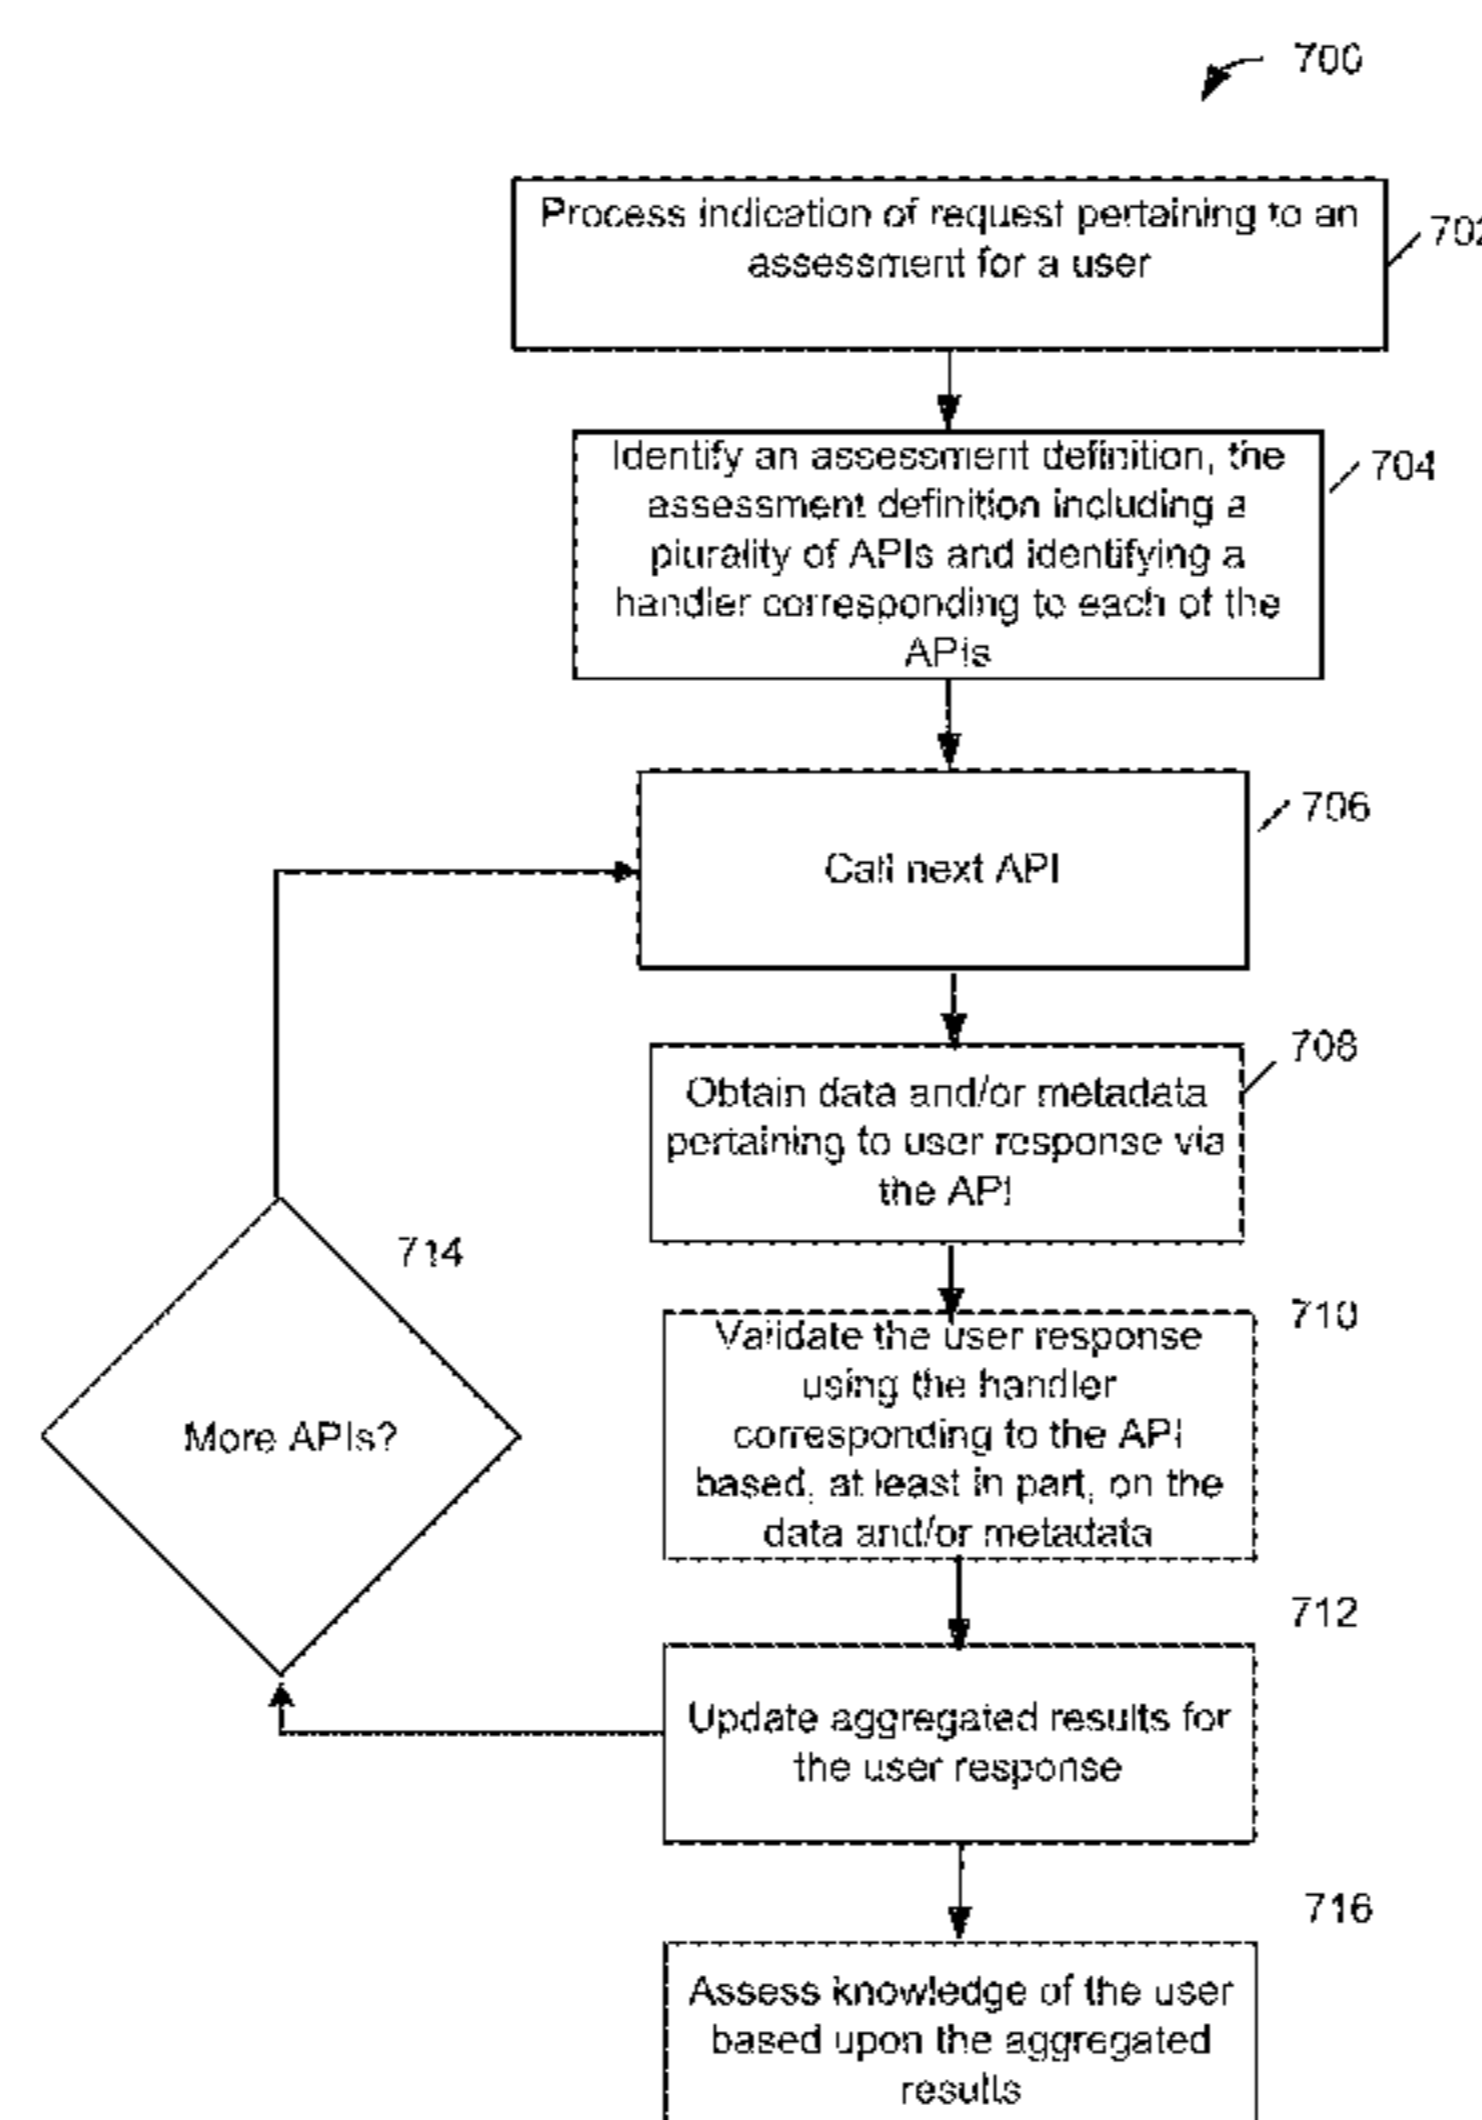 700
Process indication of request pertaining to an
assessment for a user
702
Identify an assessment definition, the
assessment definition including a
plurality of APIs and identifying a
handler corresponding to each of the
APIs
704
Call next API
706
Obtain data and/or metadata
pertaining to user response via
the API
708
Validate the user response
using the handler
corresponding to the API
based, at least in part, on the
data and/or metadata
710
More APIs?
714
Update aggregated results for
the user response
712
Assess knowledge of the user
based upon the aggregated
results
716